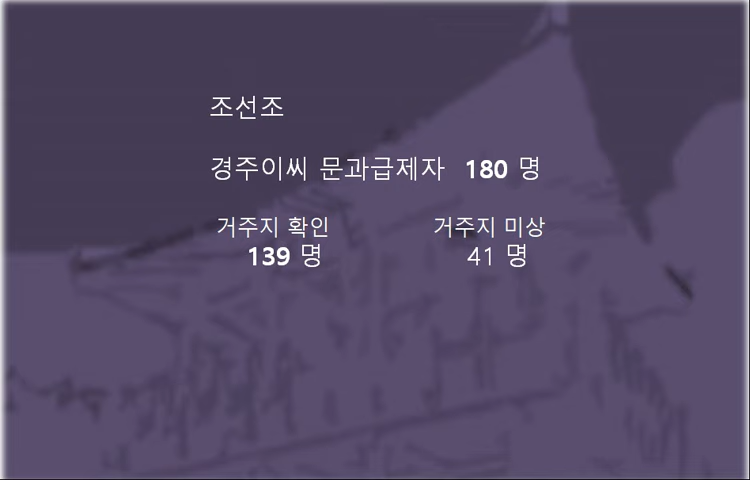 조선조
경주이씨 문과급제자 180 명
거주지 확인 거주지 미상
139 명 41 명